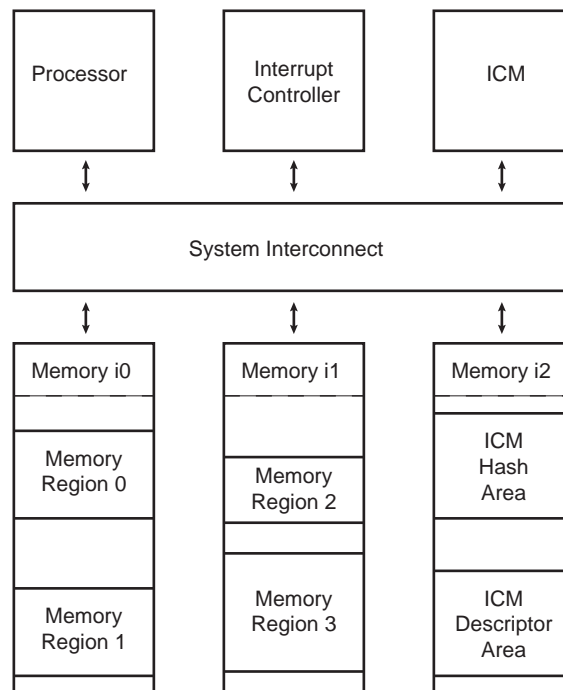 Processor
Interrupt
Controller
ICM
System Interconnect
Memory i0
Memory i1
Memory i2
Memory
Region 0
Memory
Region 1
Memory
Region 2
Memory
Region 3
ICM
Hash
Area
ICM
Descriptor
Area